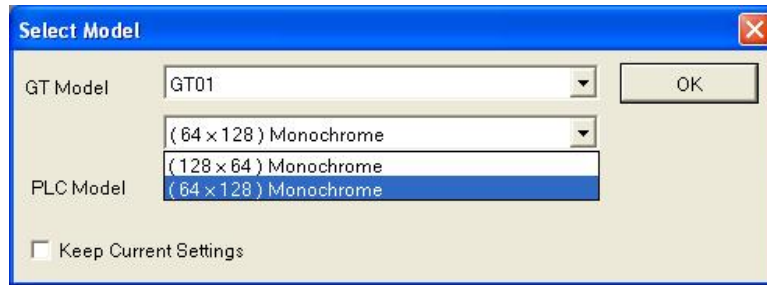 Select Model
GT Model
GT01
OK
( 64 × 128 ) Monochrome
( 128 × 64 ) Monochrome
PLC Model
( 64 × 128 ) Monochrome
Keep Current Settings